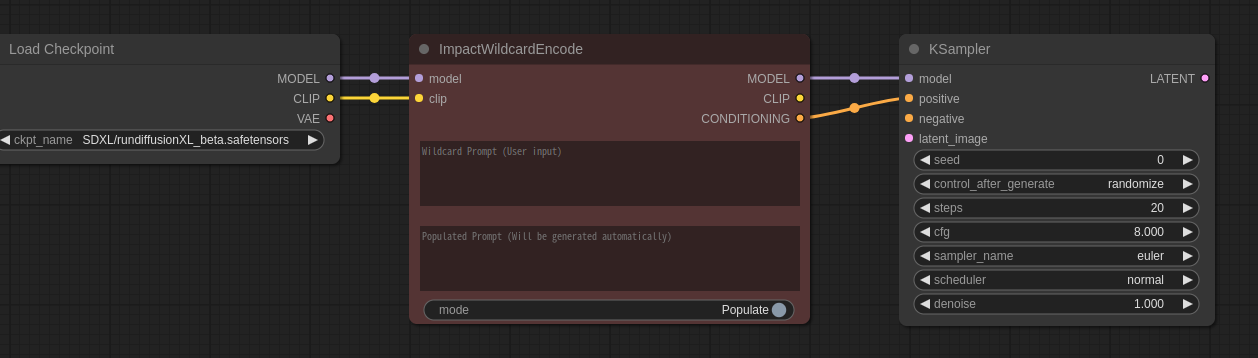 Load Checkpoint
MODEL
CLIP
VAE
ckpt_name SDXL/rundiffusionXL_beta.safetensors
ImpactWildcardEncode
model MODEL
clip CLIP
CONDITIONING
Wildcard Prompt (User input)
Populated Prompt (Will be generated automatically)
mode Populate
KSampler
model LATENT
positive
negative
latent_image
seed 0
control_after_generate randomize
steps 20
cfg 8.000
sampler_name euler
scheduler normal
denoise 1.000